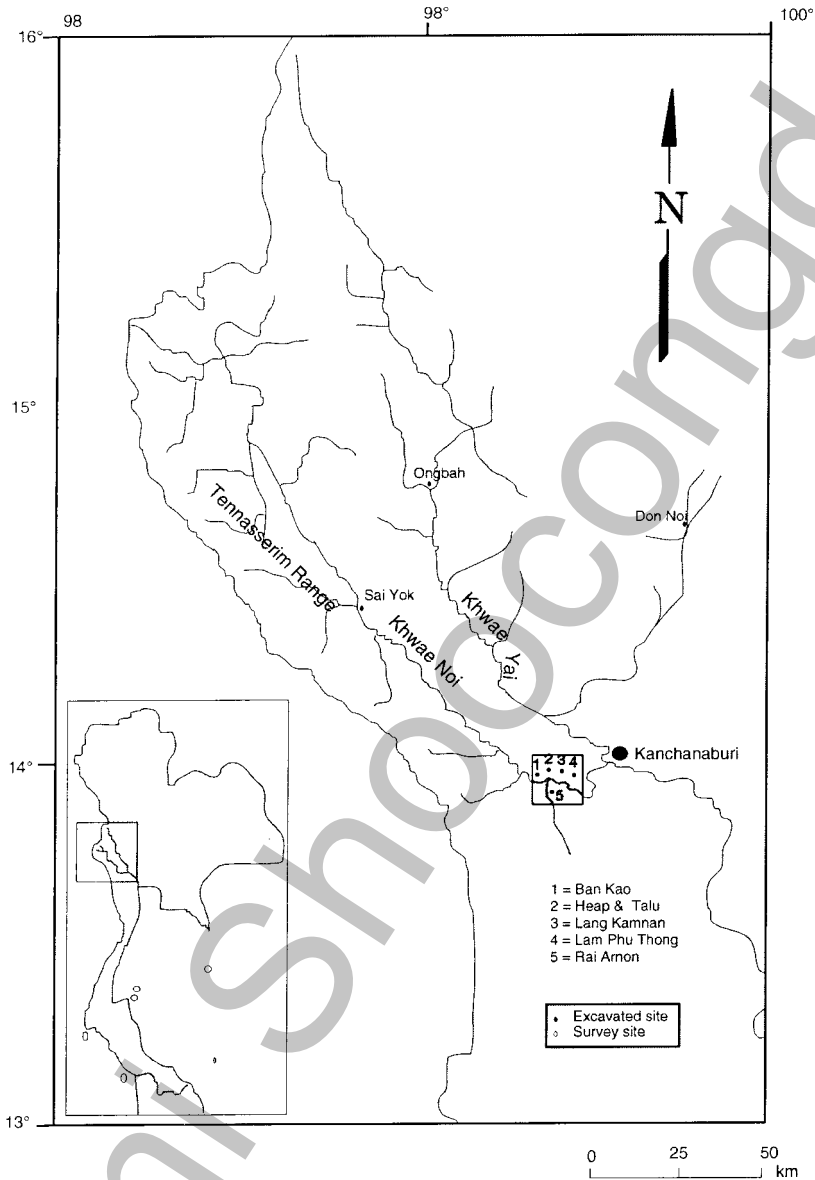 98
98°
100°
16°
N
15°
Ongbah
Don Noi
Tennasserim Range
Sai Yok
Khwae Noi
Khwae Yai
Kanchanaburi
14°
1 2 3 4
5
1 = Ban Kao
2 = Heap & Talu
3 = Lang Kamnan
4 = Lam Phu Thong
5 = Rai Arnon
Excavated site
Survey site
13°
0 25 50
km